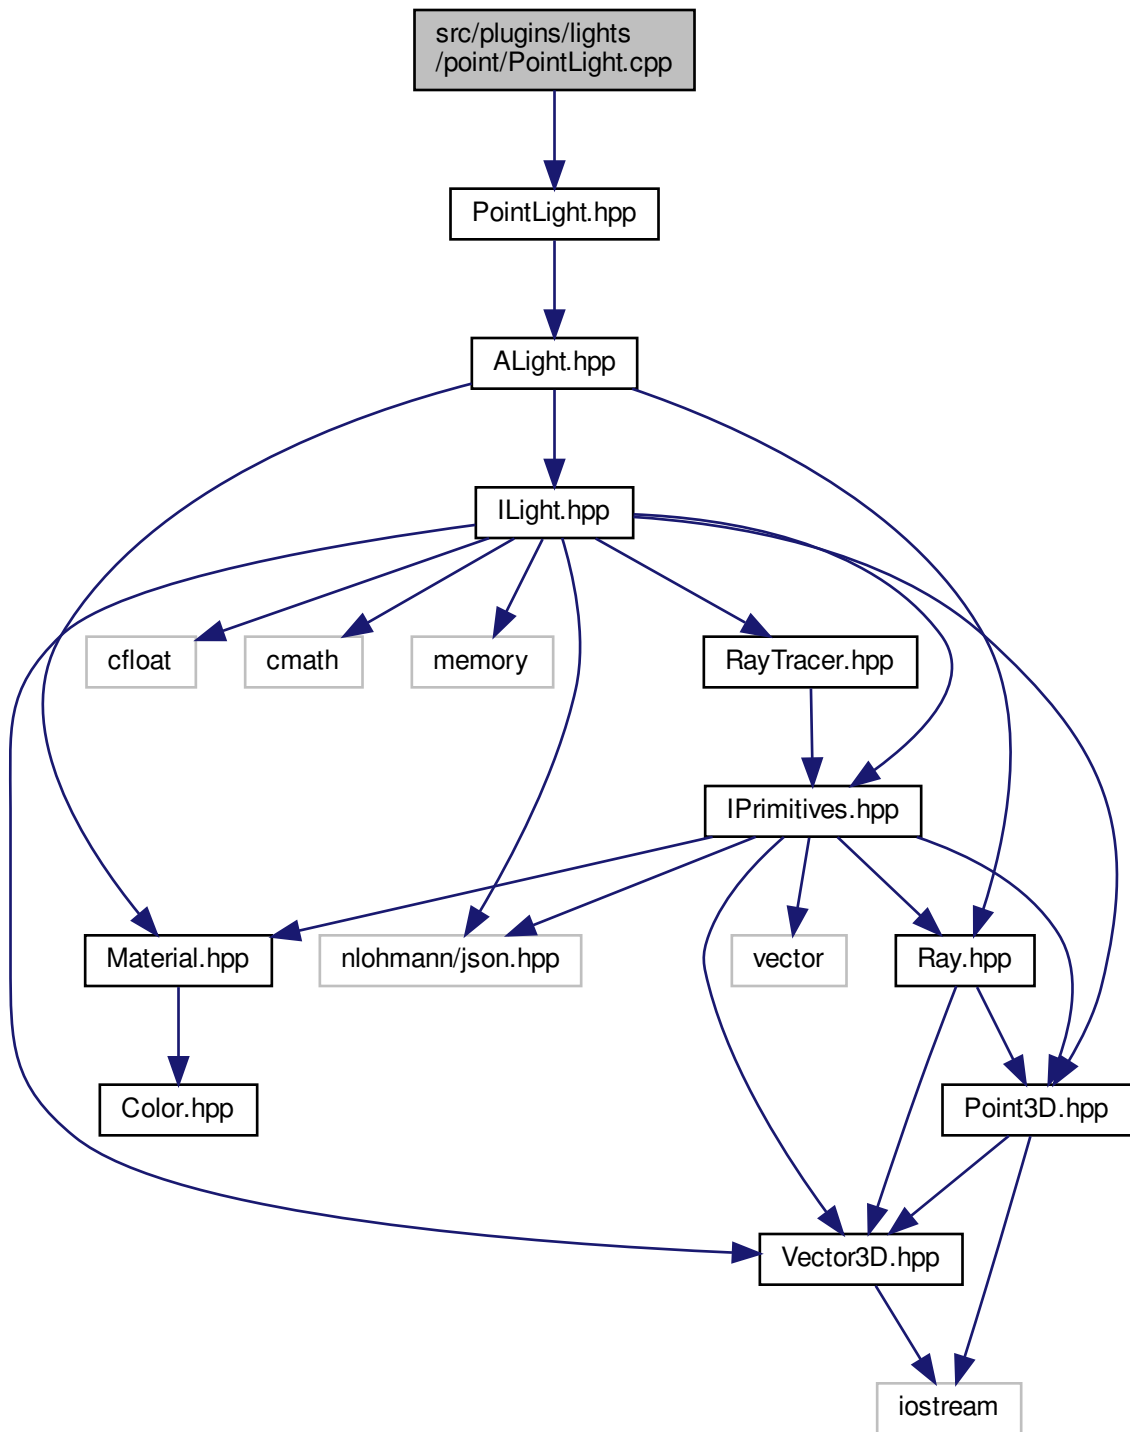 src/plugins/lights
/point/PointLight.cpp
PointLight.hpp
ALight.hpp
ILight.hpp
cfloat
cmath
memory
RayTracer.hpp
IPrimitives.hpp
Material.hpp
nlohmann/json.hpp
vector
Ray.hpp
Color.hpp
Point3D.hpp
Vector3D.hpp
iostream